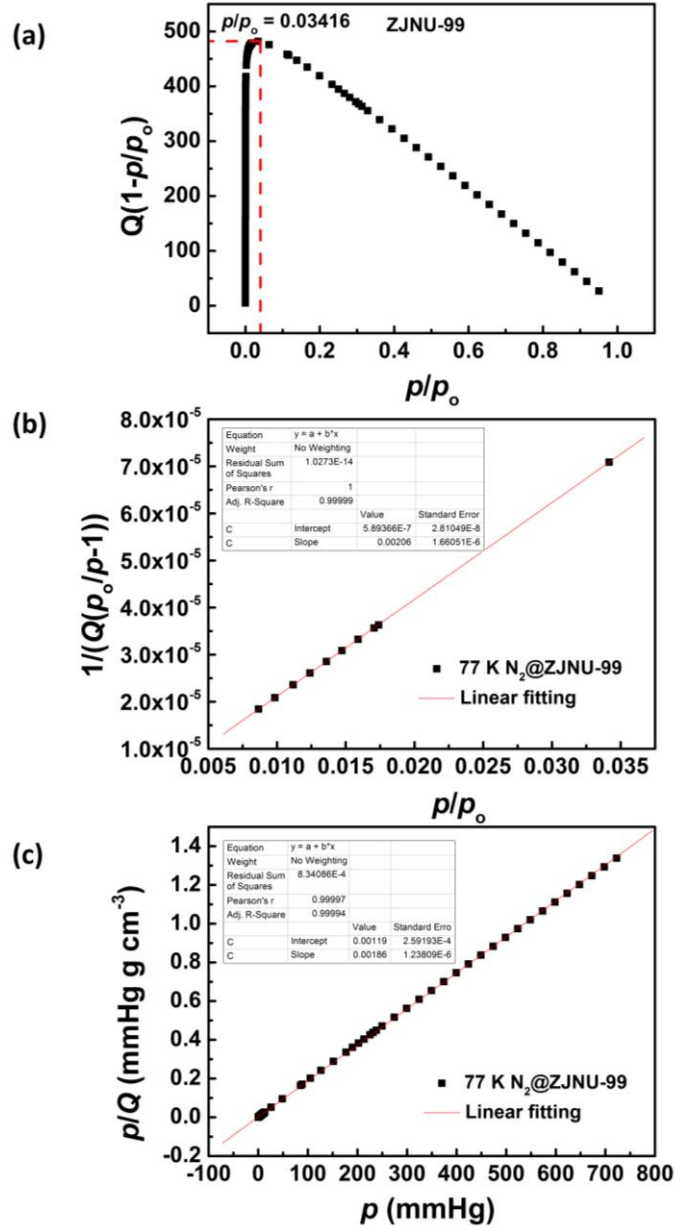 (a)
p/pₒ = 0.03416 ZJNU-99
500
400
300
200
100
0
Q(1-p/pₒ)
0.0 0.2 0.4 0.6 0.8 1.0
p/pₒ
(b)
8.0x10⁻⁵
7.0x10⁻⁵
6.0x10⁻⁵
5.0x10⁻⁵
4.0x10⁻⁵
3.0x10⁻⁵
2.0x10⁻⁵
1.0x10⁻⁵
1/(Q(pₒ/p-1))
Equation y = a + b*x
Weight No Weighting
Residual Sum
of Squares 1.0273E-14
Pearson's r 1
Adj. R-Square 0.99999
Value Standard Error
C Intercept 5.89366E-7 2.81049E-8
C Slope 0.00206 1.66051E-6
77 K N₂@ZJNU-99
Linear fitting
0.005 0.010 0.015 0.020 0.025 0.030 0.035
p/pₒ
(c)
1.4
1.2
1.0
0.8
0.6
0.4
0.2
0.0
-0.2
p/Q (mmHg g cm⁻³)
Equation y = a + b*x
Weight No Weighting
Residual Sum
of Squares 8.34086E-4
Pearson's r 0.99997
Adj. R-Square 0.99994
Value Standard Erro
C Intercept 0.00119 2.59193E-4
C Slope 0.00186 1.23809E-6
77 K N₂@ZJNU-99
Linear fitting
-100 0 100 200 300 400 500 600 700 800
p (mmHg)